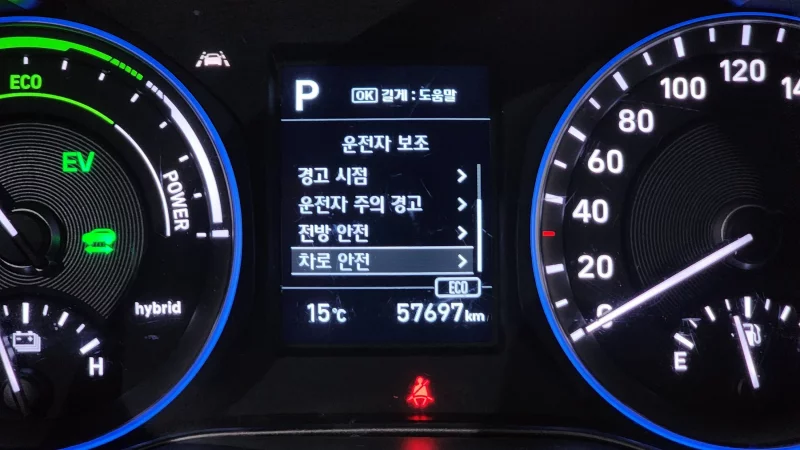 P
OK 길게 : 도움말
운전자 보조
경고 시점
운전자 주의 경고
전방 안전
차로 안전
ECO
15℃
57697km
ECO
EV
POWER
hybrid
H
0
20
40
60
80
100
120
E